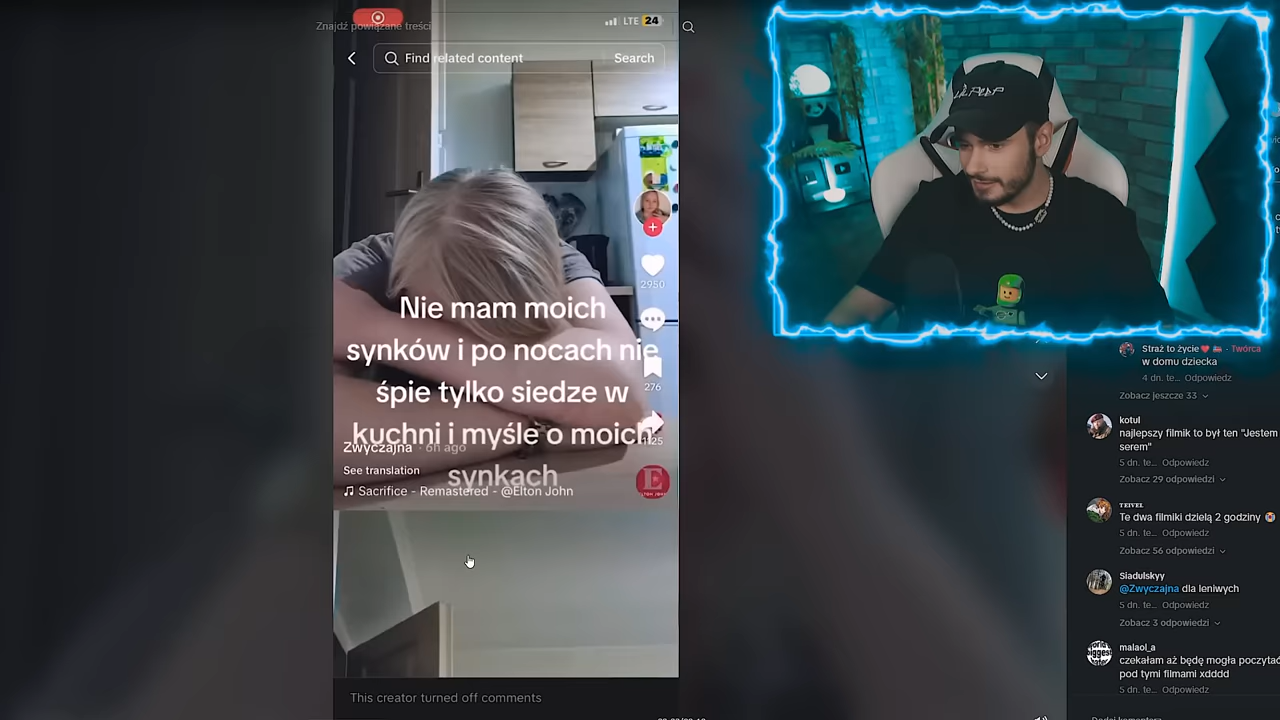 Znajdź powiązane treści
LTE 24
Find related content
Search
Nie mam moich
synków i po nocach nie
śpie tylko siedze w
kuchni i myśle o moich
synkach
2950
276
1125
Zwyczajna · 6h ago
See translation
Sacrifice - Remastered - @Elton John
This creator turned off comments
Straż to życie❤️🚒 · Twórca
w domu dziecka
4 dn. te... Odpowiedz
Zobacz jeszcze 33
kotul
najlepszy filmik to był ten "Jestem
serem"
5 dn. te... Odpowiedz
Zobacz 29 odpowiedzi
TEIVEL
Te dwa filmiki dzielą 2 godziny 😭
5 dn. te... Odpowiedz
Zobacz 56 odpowiedzi
Siadulskyy
@Zwyczajna dla leniwych
5 dn. te... Odpowiedz
Zobacz 3 odpowiedzi
malaol_a
czekałam aż będę mogła poczytać
pod tymi filmami xdddd
5 dn. te... Odpowiedz